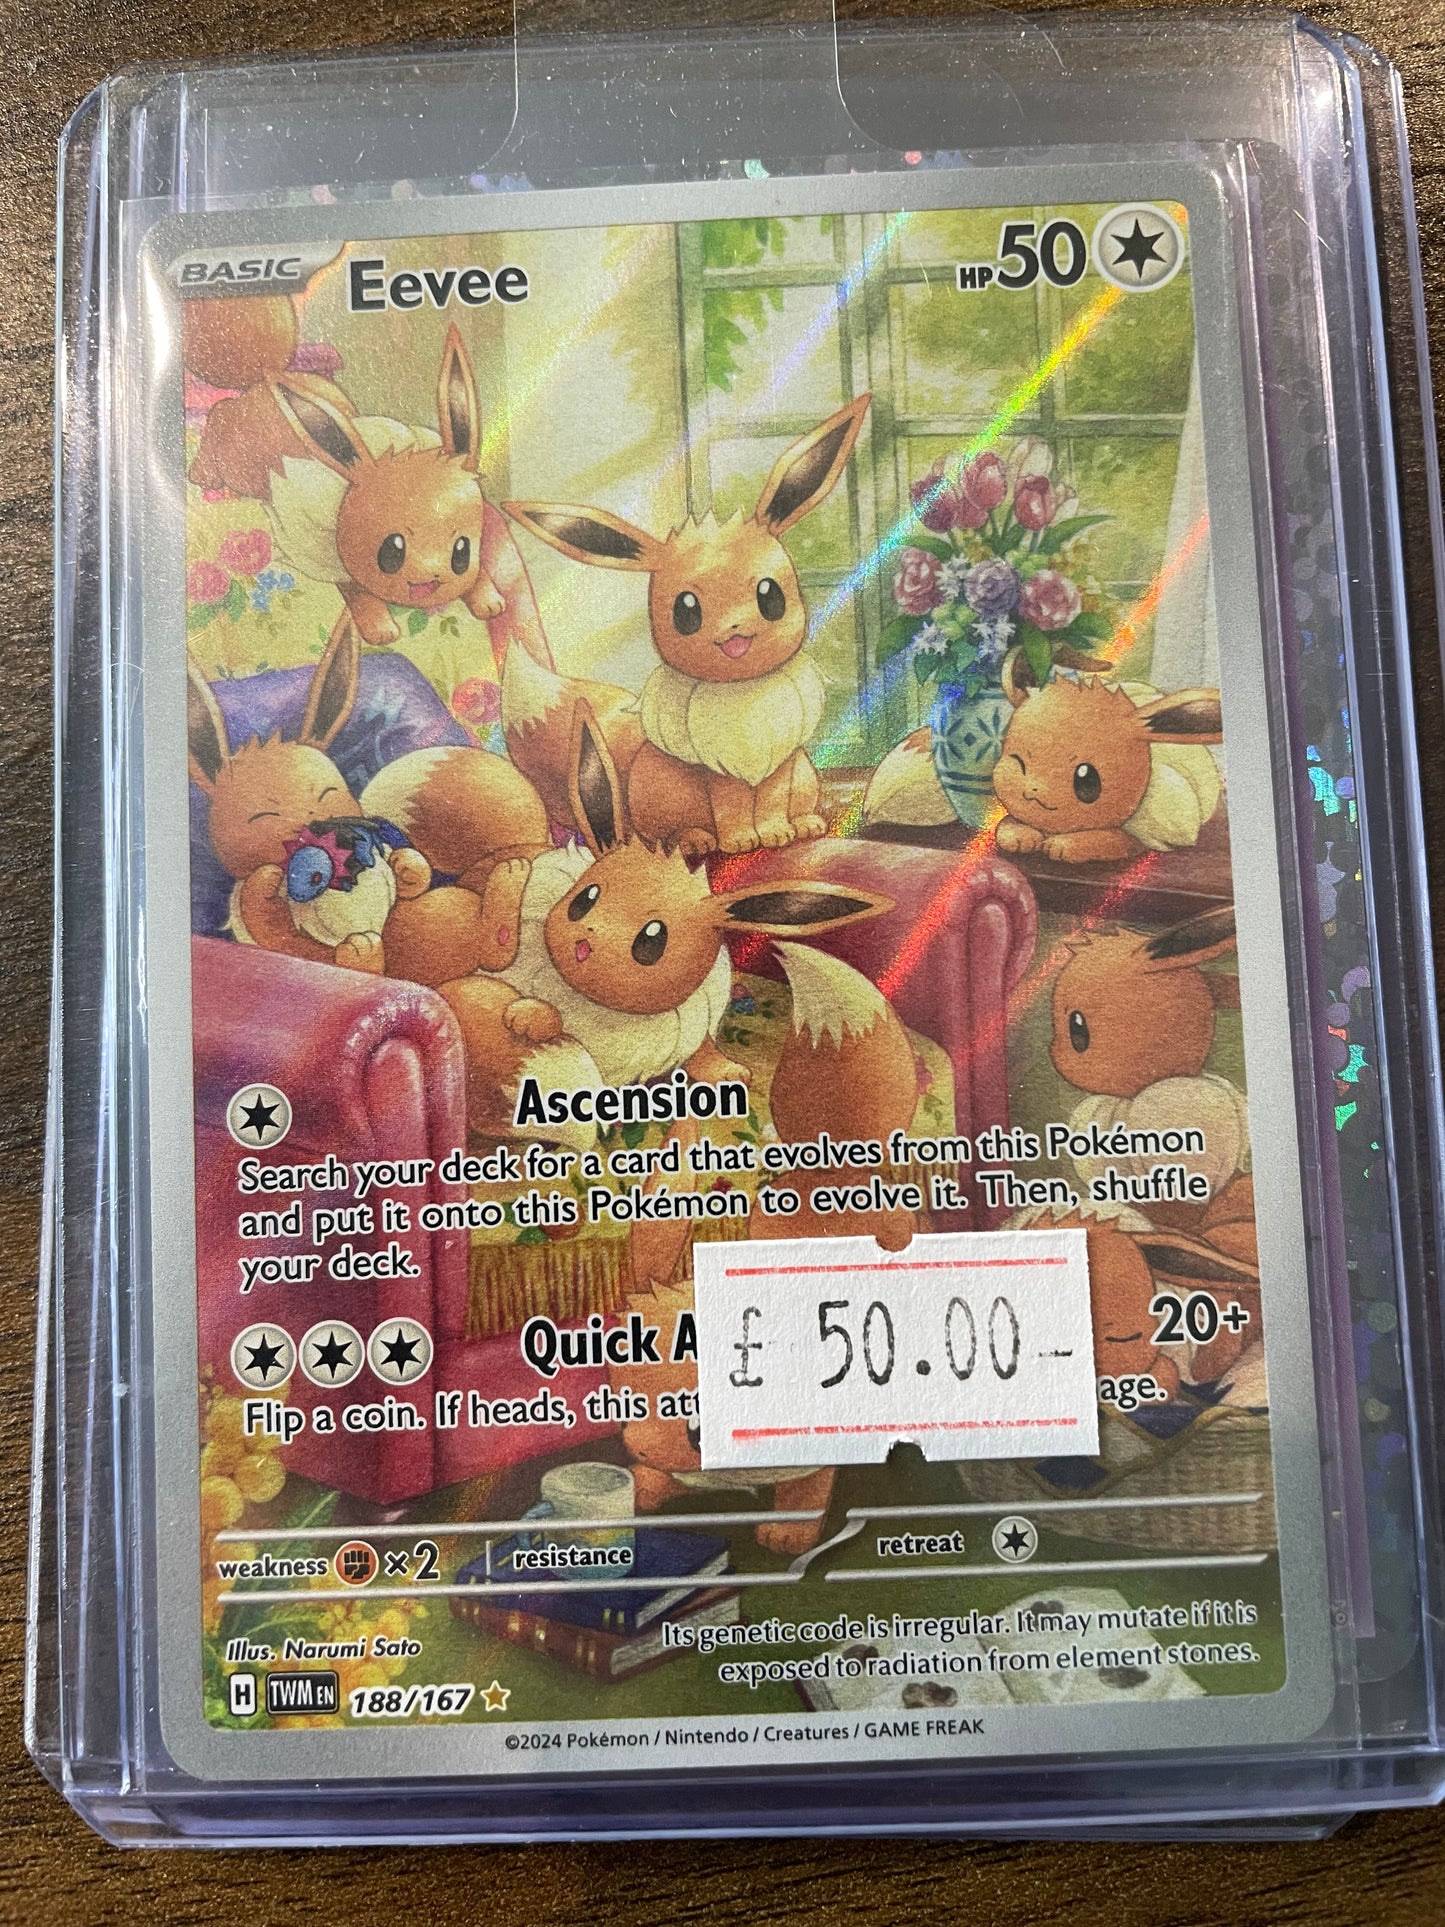 BASIC Eevee HP 50
Ascension
Search your deck for a card that evolves from this Pokémon
and put it onto this Pokémon to evolve it. Then, shuffle
your deck.
Quick A 20+
£ 50.00
Flip a coin. If heads, this att age.
weakness × 2 resistance retreat
Its genetic code is irregular. It may mutate if it is
exposed to radiation from element stones.
Illus. Narumi Sato
H TWM EN 188/167
©2024 Pokémon / Nintendo / Creatures / GAME FREAK